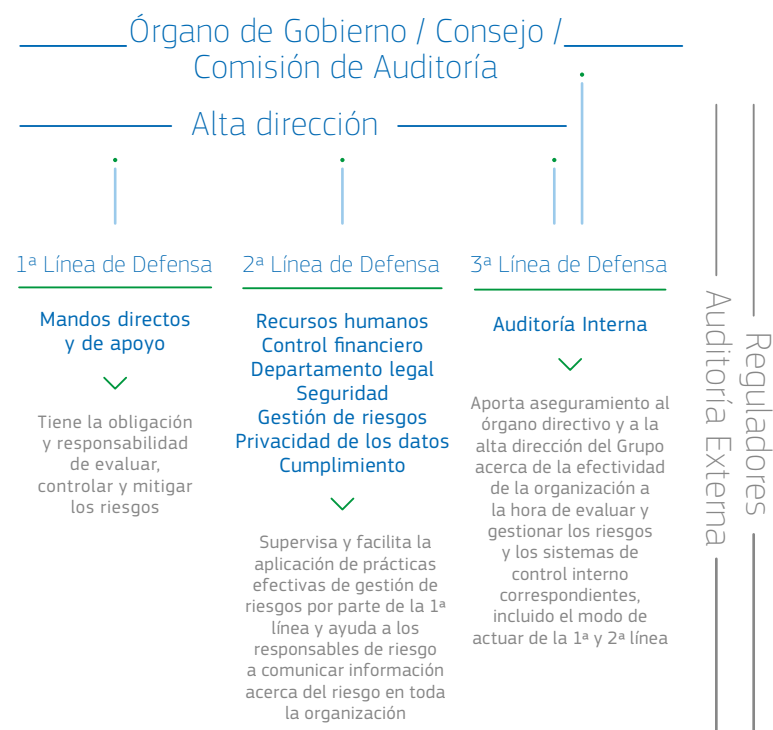 Órgano de Gobierno / Consejo /
Comisión de Auditoría
Alta dirección
1ª Línea de Defensa
Mandos directos
y de apoyo
Tiene la obligación
y responsabilidad
de evaluar,
controlar y mitigar
los riesgos
2ª Línea de Defensa
Recursos humanos
Control financiero
Departamento legal
Seguridad
Gestión de riesgos
Privacidad de los datos
Cumplimiento
Supervisa y facilita la
aplicación de prácticas
efectivas de gestión de
riesgos por parte de la 1ª
línea y ayuda a los
responsables de riesgo
a comunicar información
acerca del riesgo en toda
la organización
3ª Línea de Defensa
Auditoría Interna
Aporta aseguramiento al
órgano directivo y a la
alta dirección del Grupo
acerca de la efectividad
de la organización a
la hora de evaluar y
gestionar los riesgos
y los sistemas de
control interno
correspondientes,
incluido el modo de
actuar de la 1ª y 2ª línea
Auditoría Externa
Reguladores